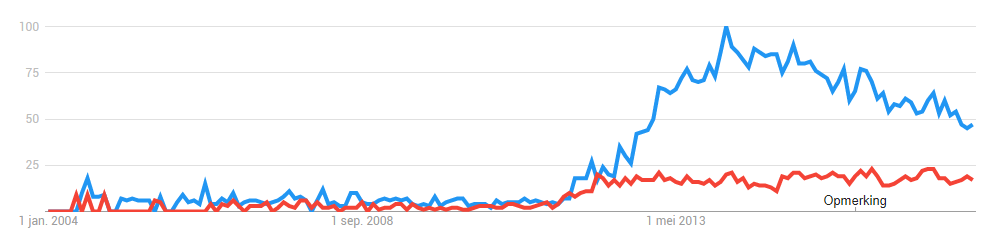 100
75
50
25
Opmerking
1 jan. 2004
1 sep. 2008
1 mei 2013